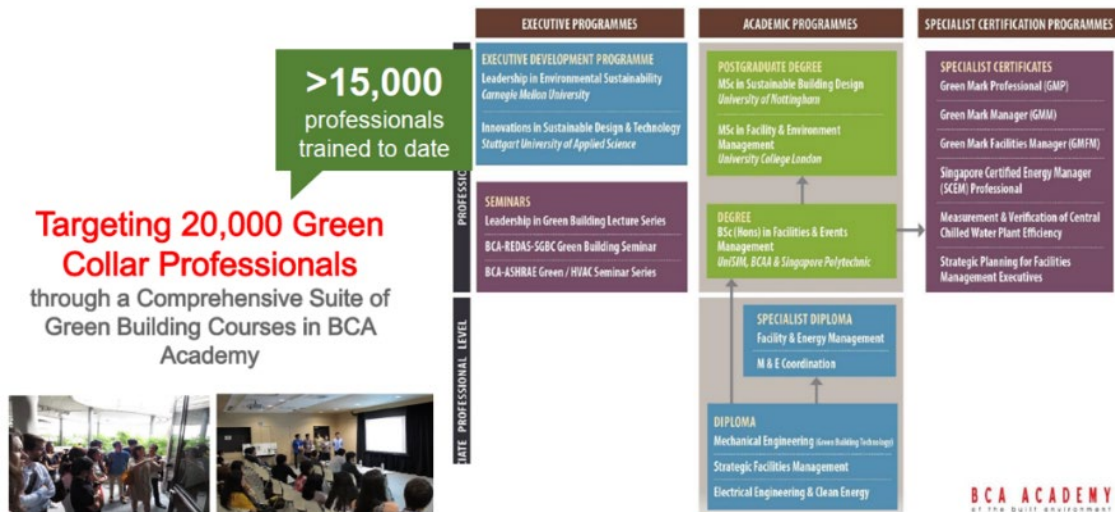 >15,000
professionals
trained to date
Targeting 20,000 Green
Collar Professionals
through a Comprehensive Suite of
Green Building Courses in BCA
Academy
EXECUTIVE PROGRAMMES
ACADEMIC PROGRAMMES
SPECIALIST CERTIFICATION PROGRAMMES
EXECUTIVE DEVELOPMENT PROGRAMME
Leadership in Environmental Sustainability
Carnegie Mellon University
Innovations in Sustainable Design & Technology
Stuttgart University of Applied Science
SEMINARS
Leadership in Green Building Lecture Series
BCA-REDAS-SGBC Green Building Seminar
BCA-ASHRAE Green / HVAC Seminar Series
POSTGRADUATE DEGREE
MSc in Sustainable Building Design
University of Nottingham
MSc in Facility & Environment
Management
University College London
DEGREE
BSc (Hons) in Facilities & Events
Management
UniSIM, BCAA & Singapore Polytechnic
SPECIALIST DIPLOMA
Facility & Energy Management
M & E Coordination
DIPLOMA
Mechanical Engineering (Green Building Technology)
Strategic Facilities Management
Electrical Engineering & Clean Energy
SPECIALIST CERTIFICATES
Green Mark Professional (GMP)
Green Mark Manager (GMM)
Green Mark Facilities Manager (GMFM)
Singapore Certified Energy Manager
(SCEM) Professional
Measurement & Verification of Central
Chilled Water Plant Efficiency
Strategic Planning for Facilities
Management Executives
PROFESSIO
CIATE PROFESSIONAL LEVEL
BCA ACADEMY
of the built environment